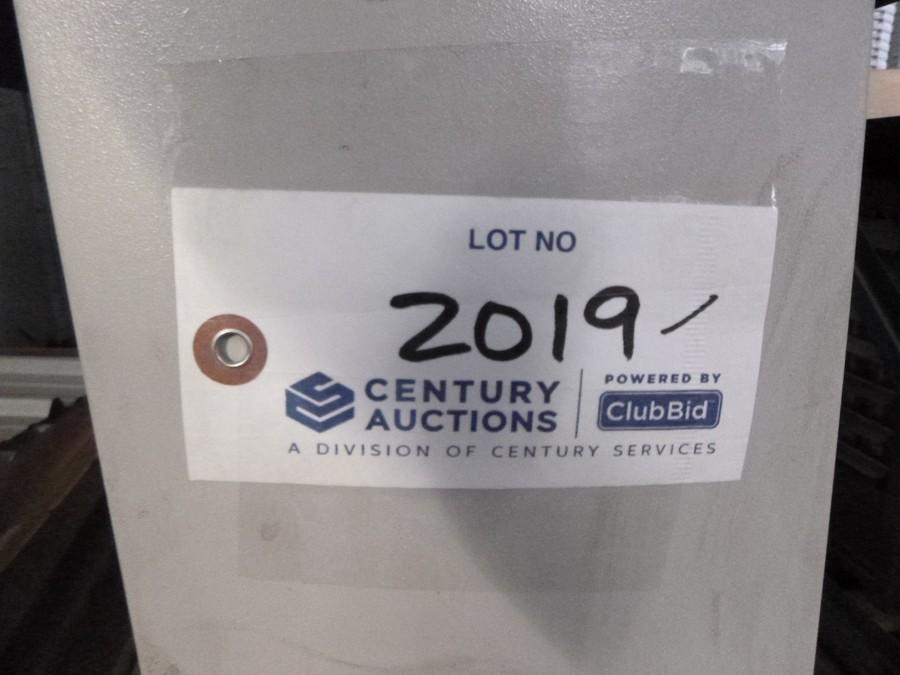 LOT NO
2019/
CENTURY AUCTIONS
POWERED BY
ClubBid
A DIVISION OF CENTURY SERVICES